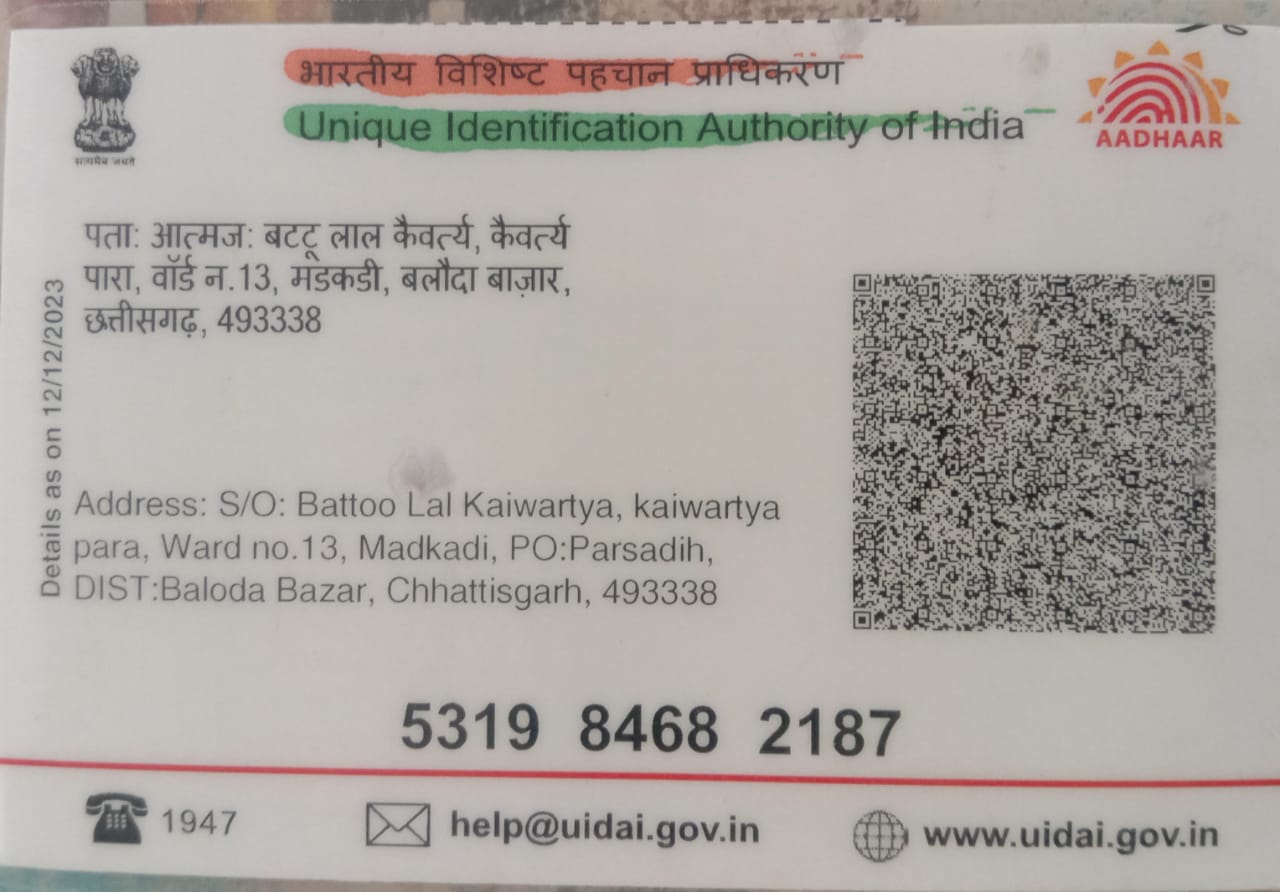 भारतीय विशिष्ट पहचान प्राधिकरण
Unique Identification Authority of India
सत्यमेव जयते
AADHAAR
पता: आत्मज: बटटू लाल कैवर्त्य, कैवर्त्य
पारा, वॉर्ड न.13, मडकडी, बलौदा बाज़ार,
छत्तीसगढ़, 493338
Details as on 12/12/2023
Address: S/O: Battoo Lal Kaiwartya, kaiwartya
para, Ward no.13, Madkadi, PO:Parsadih,
DIST:Baloda Bazar, Chhattisgarh, 493338
5319 8468 2187
1947
help@uidai.gov.in
www.uidai.gov.in